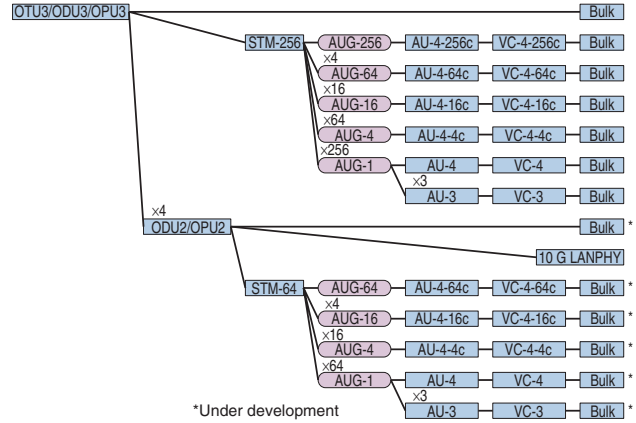 OTU3/ODU3/OPU3 Bulk
STM-256 AUG-256 AU-4-256c VC-4-256c Bulk
×4
AUG-64 AU-4-64c VC-4-64c Bulk
×16
AUG-16 AU-4-16c VC-4-16c Bulk
×64
AUG-4 AU-4-4c VC-4-4c Bulk
×256
AUG-1 AU-4 VC-4 Bulk
×3
AU-3 VC-3 Bulk
×4
ODU2/OPU2 Bulk *
10 G LANPHY
STM-64 AUG-64 AU-4-64c VC-4-64c Bulk *
×4
AUG-16 AU-4-16c VC-4-16c Bulk *
×16
AUG-4 AU-4-4c VC-4-4c Bulk *
×64
AUG-1 AU-4 VC-4 Bulk *
×3
*Under development AU-3 VC-3 Bulk *